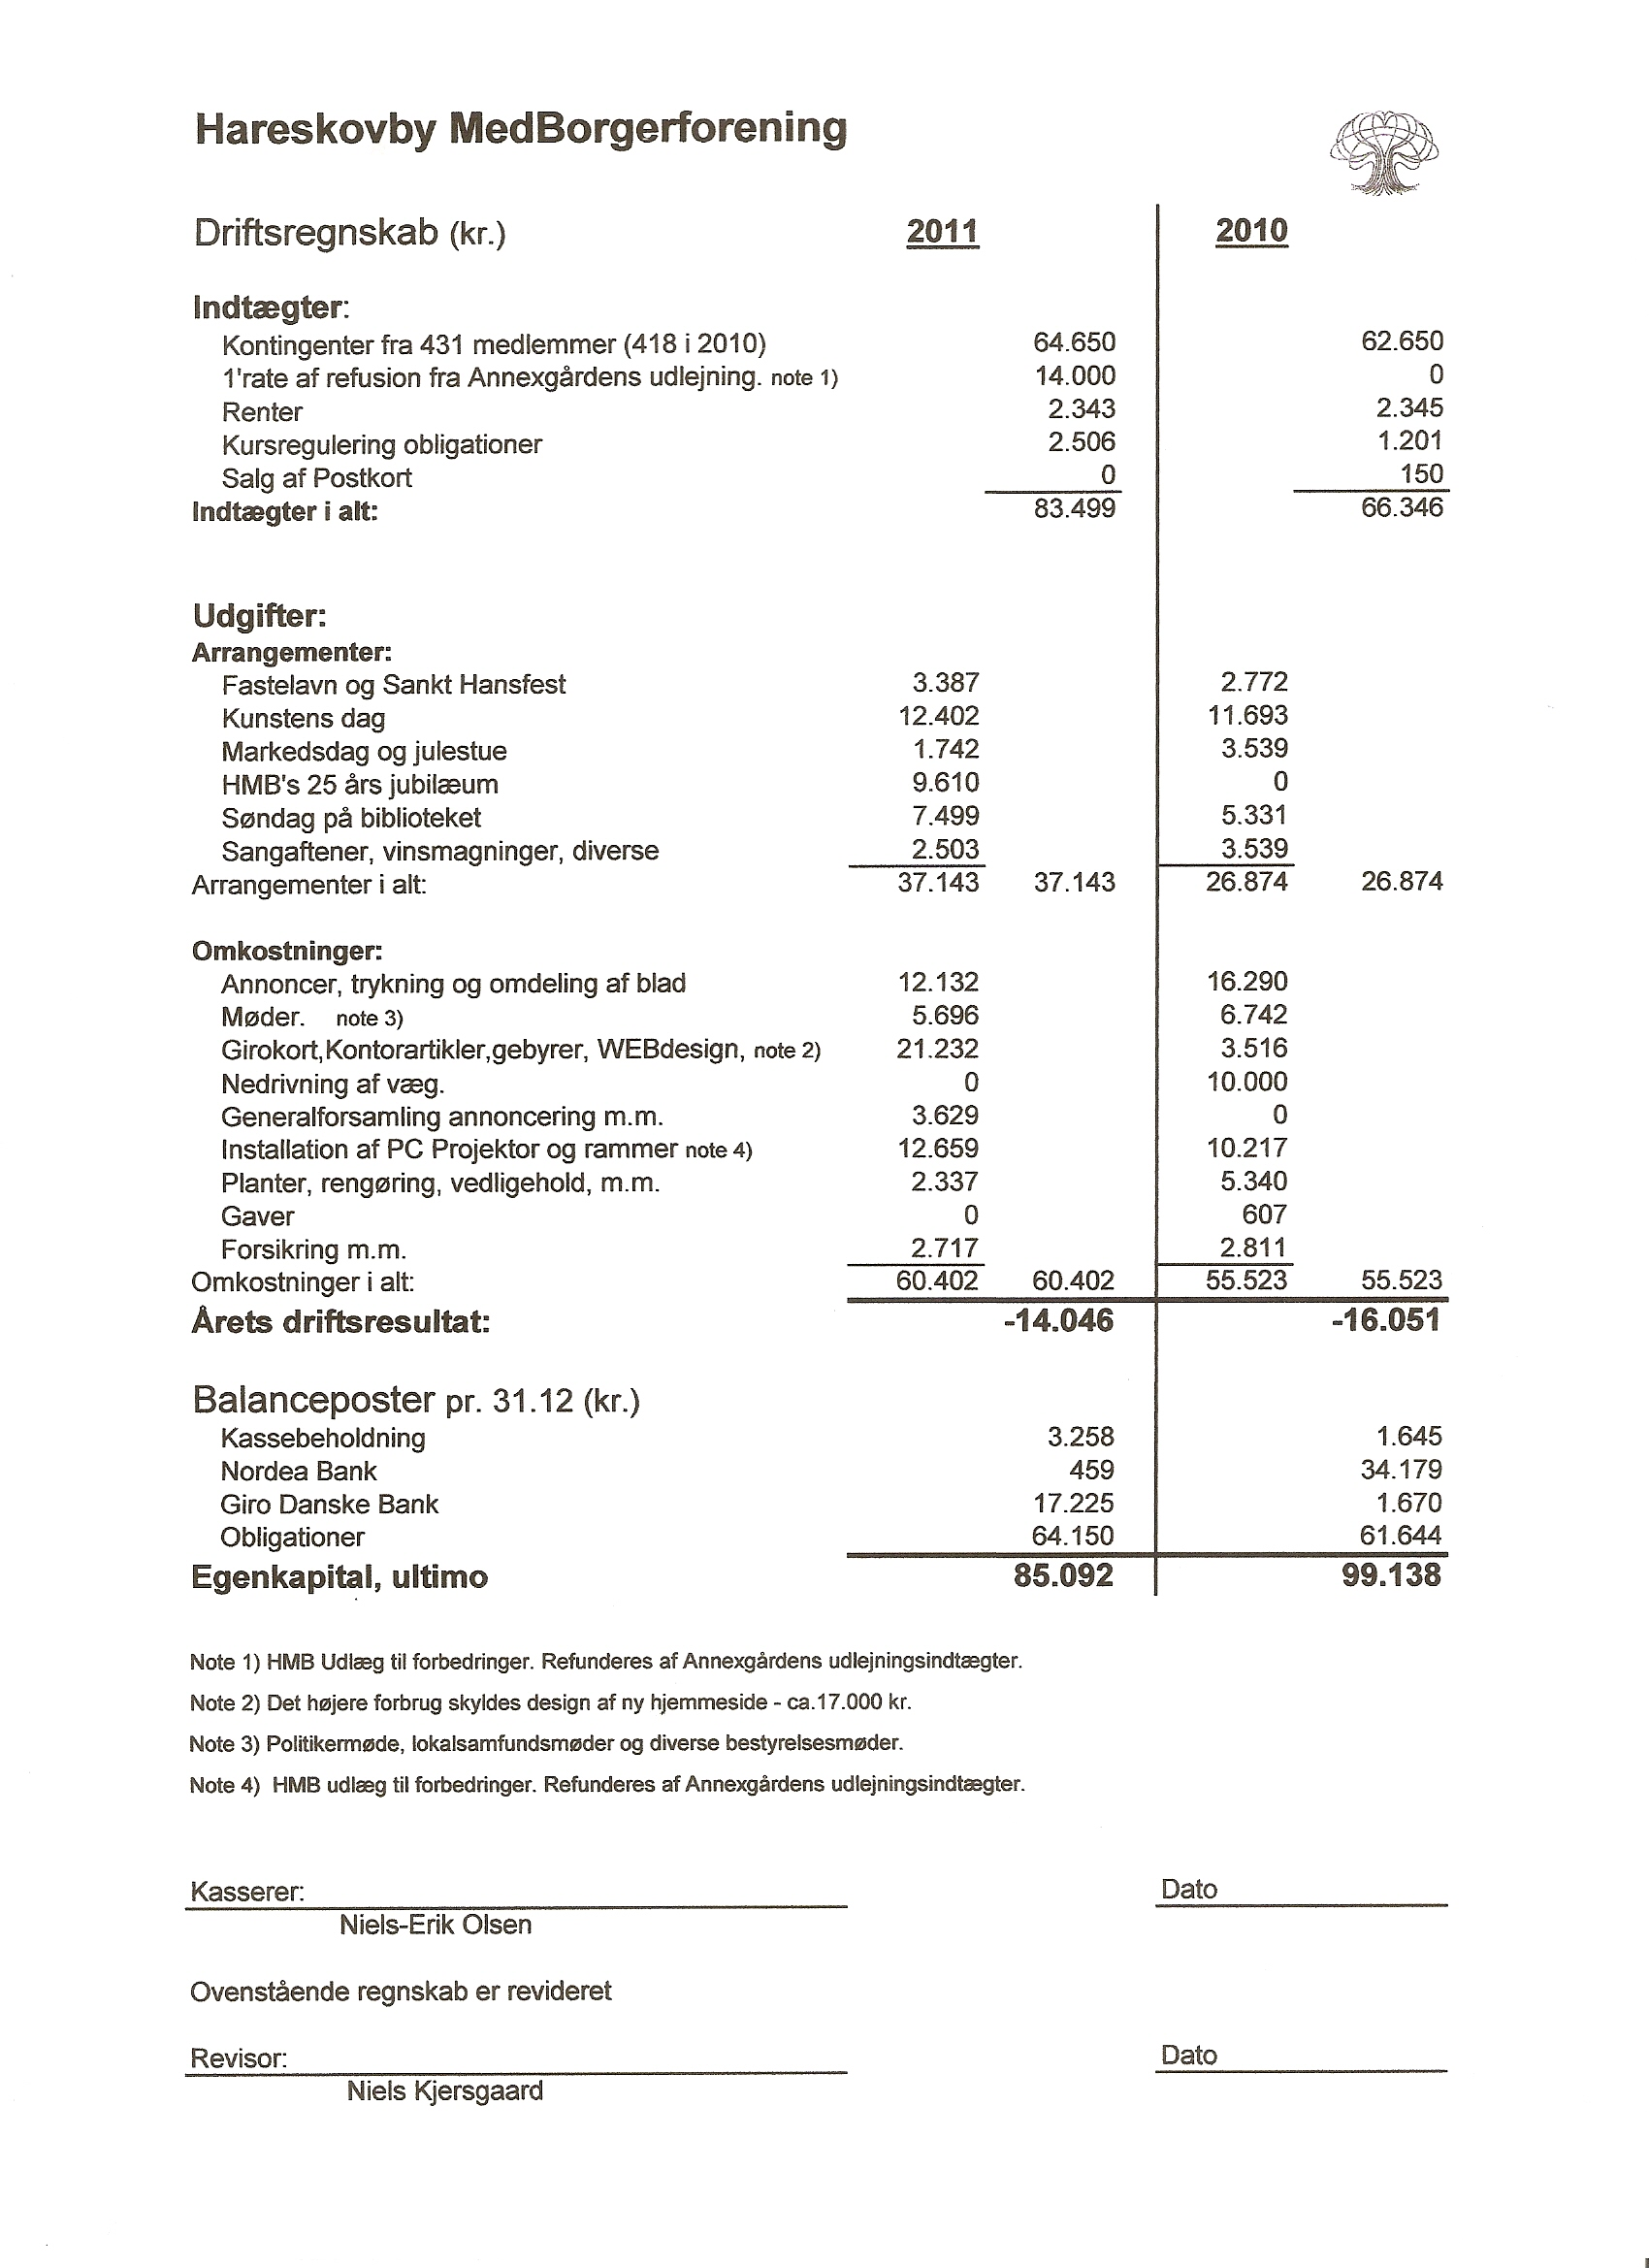 Hareskovby MedBorgerforening
Driftsregnskab (kr.) 2011 2010
Indtægter:
Kontingenter fra 431 medlemmer (418 i 2010) 64.650 62.650
1'rate af refusion fra Annexgårdens udlejning. note 1) 14.000 0
Renter 2.343 2.345
Kursregulering obligationer 2.506 1.201
Salg af Postkort 0 150
Indtægter i alt: 83.499 66.346
Udgifter:
Arrangementer:
Fastelavn og Sankt Hansfest 3.387 2.772
Kunstens dag 12.402 11.693
Markedsdag og julestue 1.742 3.539
HMB's 25 års jubilæum 9.610 0
Søndag på biblioteket 7.499 5.331
Sangaftener, vinsmagninger, diverse 2.503 3.539
Arrangementer i alt: 37.143 37.143 26.874 26.874
Omkostninger:
Annoncer, trykning og omdeling af blad 12.132 16.290
Møder. note 3) 5.696 6.742
Girokort,Kontorartikler,gebyrer, WEBdesign, note 2) 21.232 3.516
Nedrivning af væg. 0 10.000
Generalforsamling annoncering m.m. 3.629 0
Installation af PC Projektor og rammer note 4) 12.659 10.217
Planter, rengøring, vedligehold, m.m. 2.337 5.340
Gaver 0 607
Forsikring m.m. 2.717 2.811
Omkostninger i alt: 60.402 60.402 55.523 55.523
Årets driftsresultat: -14.046 -16.051
Balanceposter pr. 31.12 (kr.)
Kassebeholdning 3.258 1.645
Nordea Bank 459 34.179
Giro Danske Bank 17.225 1.670
Obligationer 64.150 61.644
Egenkapital, ultimo 85.092 99.138
Note 1) HMB Udlæg til forbedringer. Refunderes af Annexgårdens udlejningsindtægter.
Note 2) Det højere forbrug skyldes design af ny hjemmeside - ca.17.000 kr.
Note 3) Politikermøde, lokalsamfundsmøder og diverse bestyrelsesmøder.
Note 4) HMB udlæg til forbedringer. Refunderes af Annexgårdens udlejningsindtægter.
Kasserer: Dato
Niels-Erik Olsen
Ovenstående regnskab er revideret
Revisor: Dato
Niels Kjersgaard